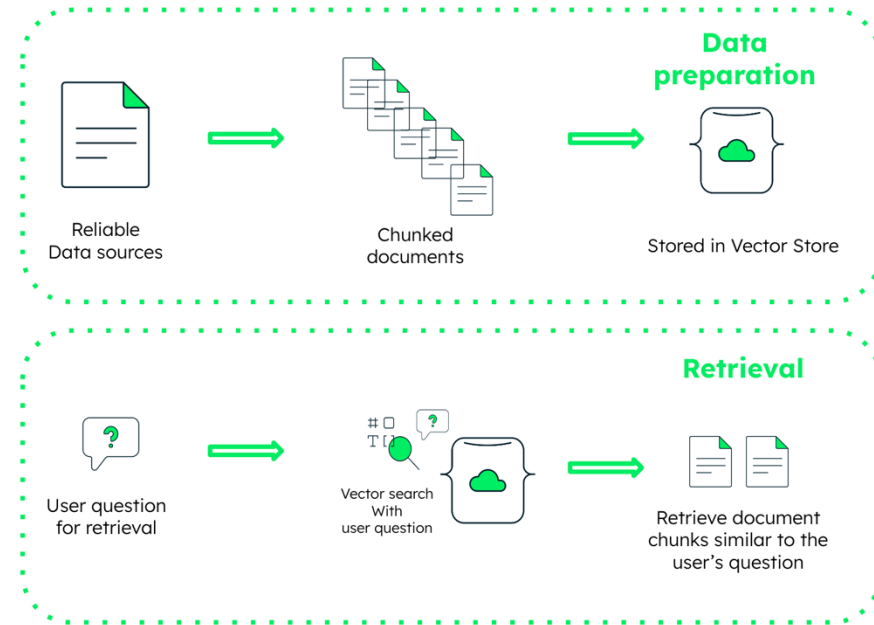 Data
preparation
Reliable
Data sources
Chunked
documents
Stored in Vector Store
Retrieval
?
?
#
T []
User question
for retrieval
Vector search
With
user question
Retrieve document
chunks similar to the
user’s question